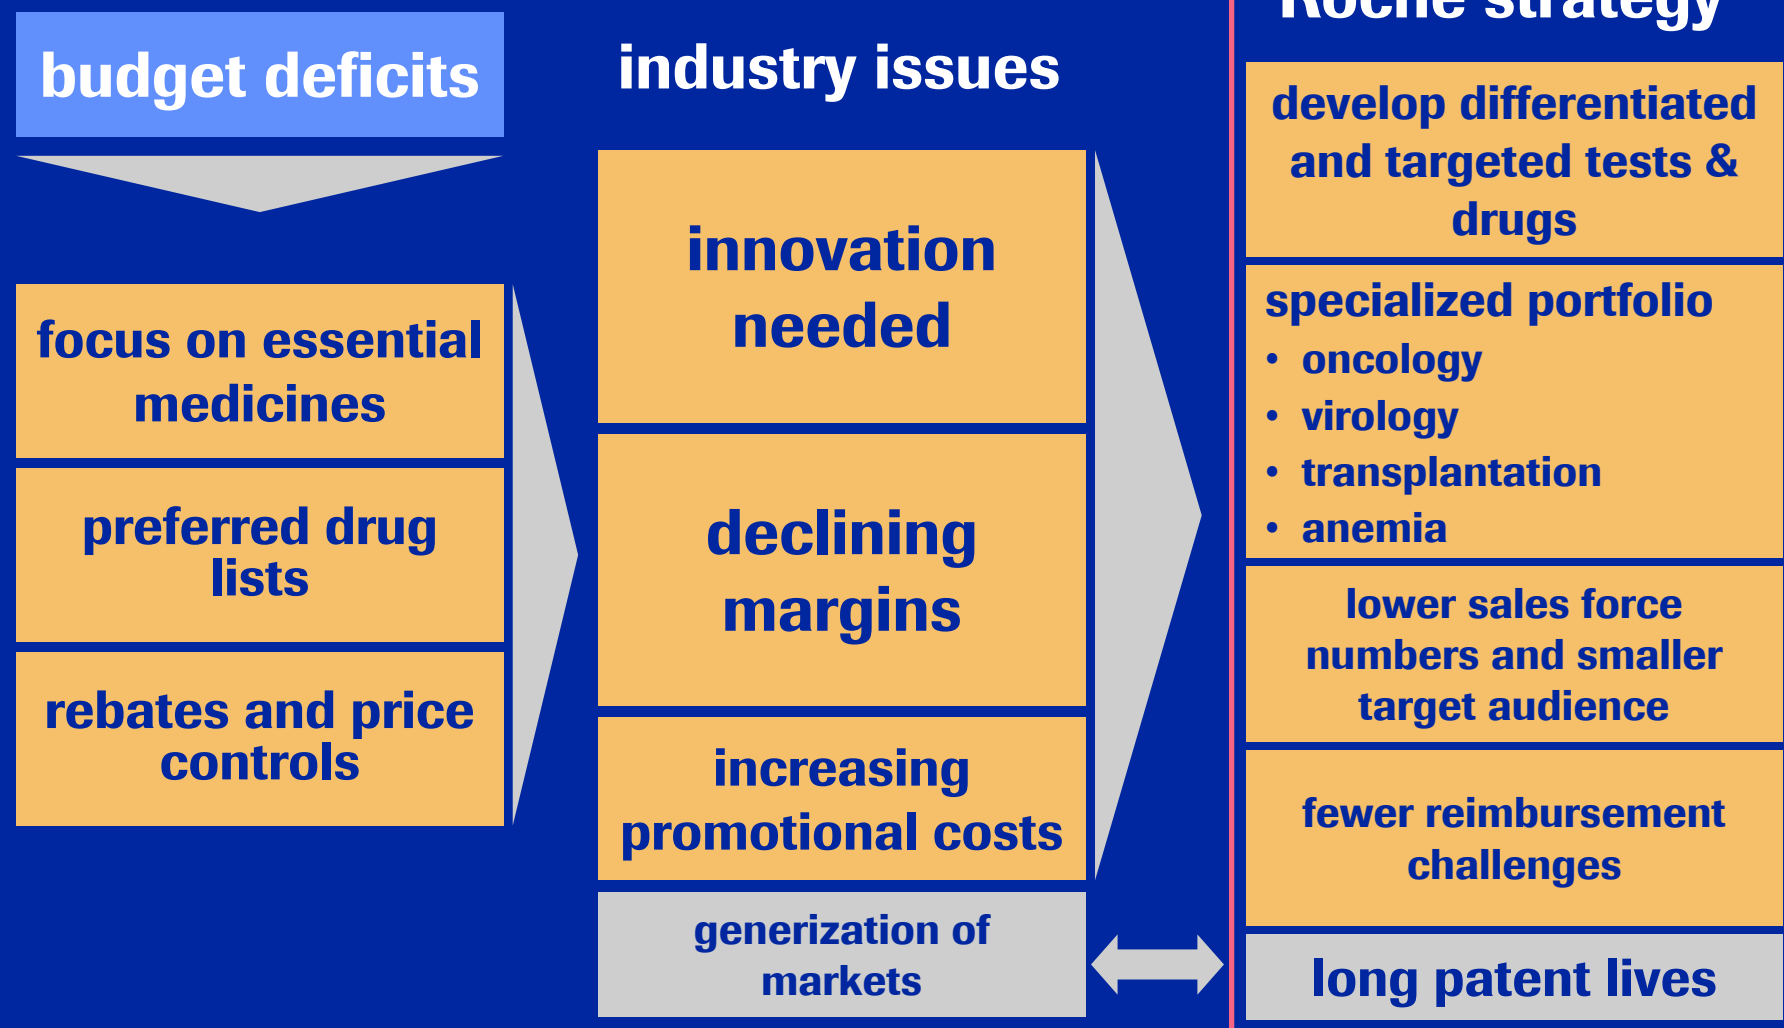 budget deficits
focus on essential
medicines
preferred drug
lists
rebates and price
controls
industry issues
innovation
needed
declining
margins
increasing
promotional costs
generization of
markets
Roche strategy
develop differentiated
and targeted tests &
drugs
specialized portfolio
• oncology
• virology
• transplantation
• anemia
lower sales force
numbers and smaller
target audience
fewer reimbursement
challenges
long patent lives